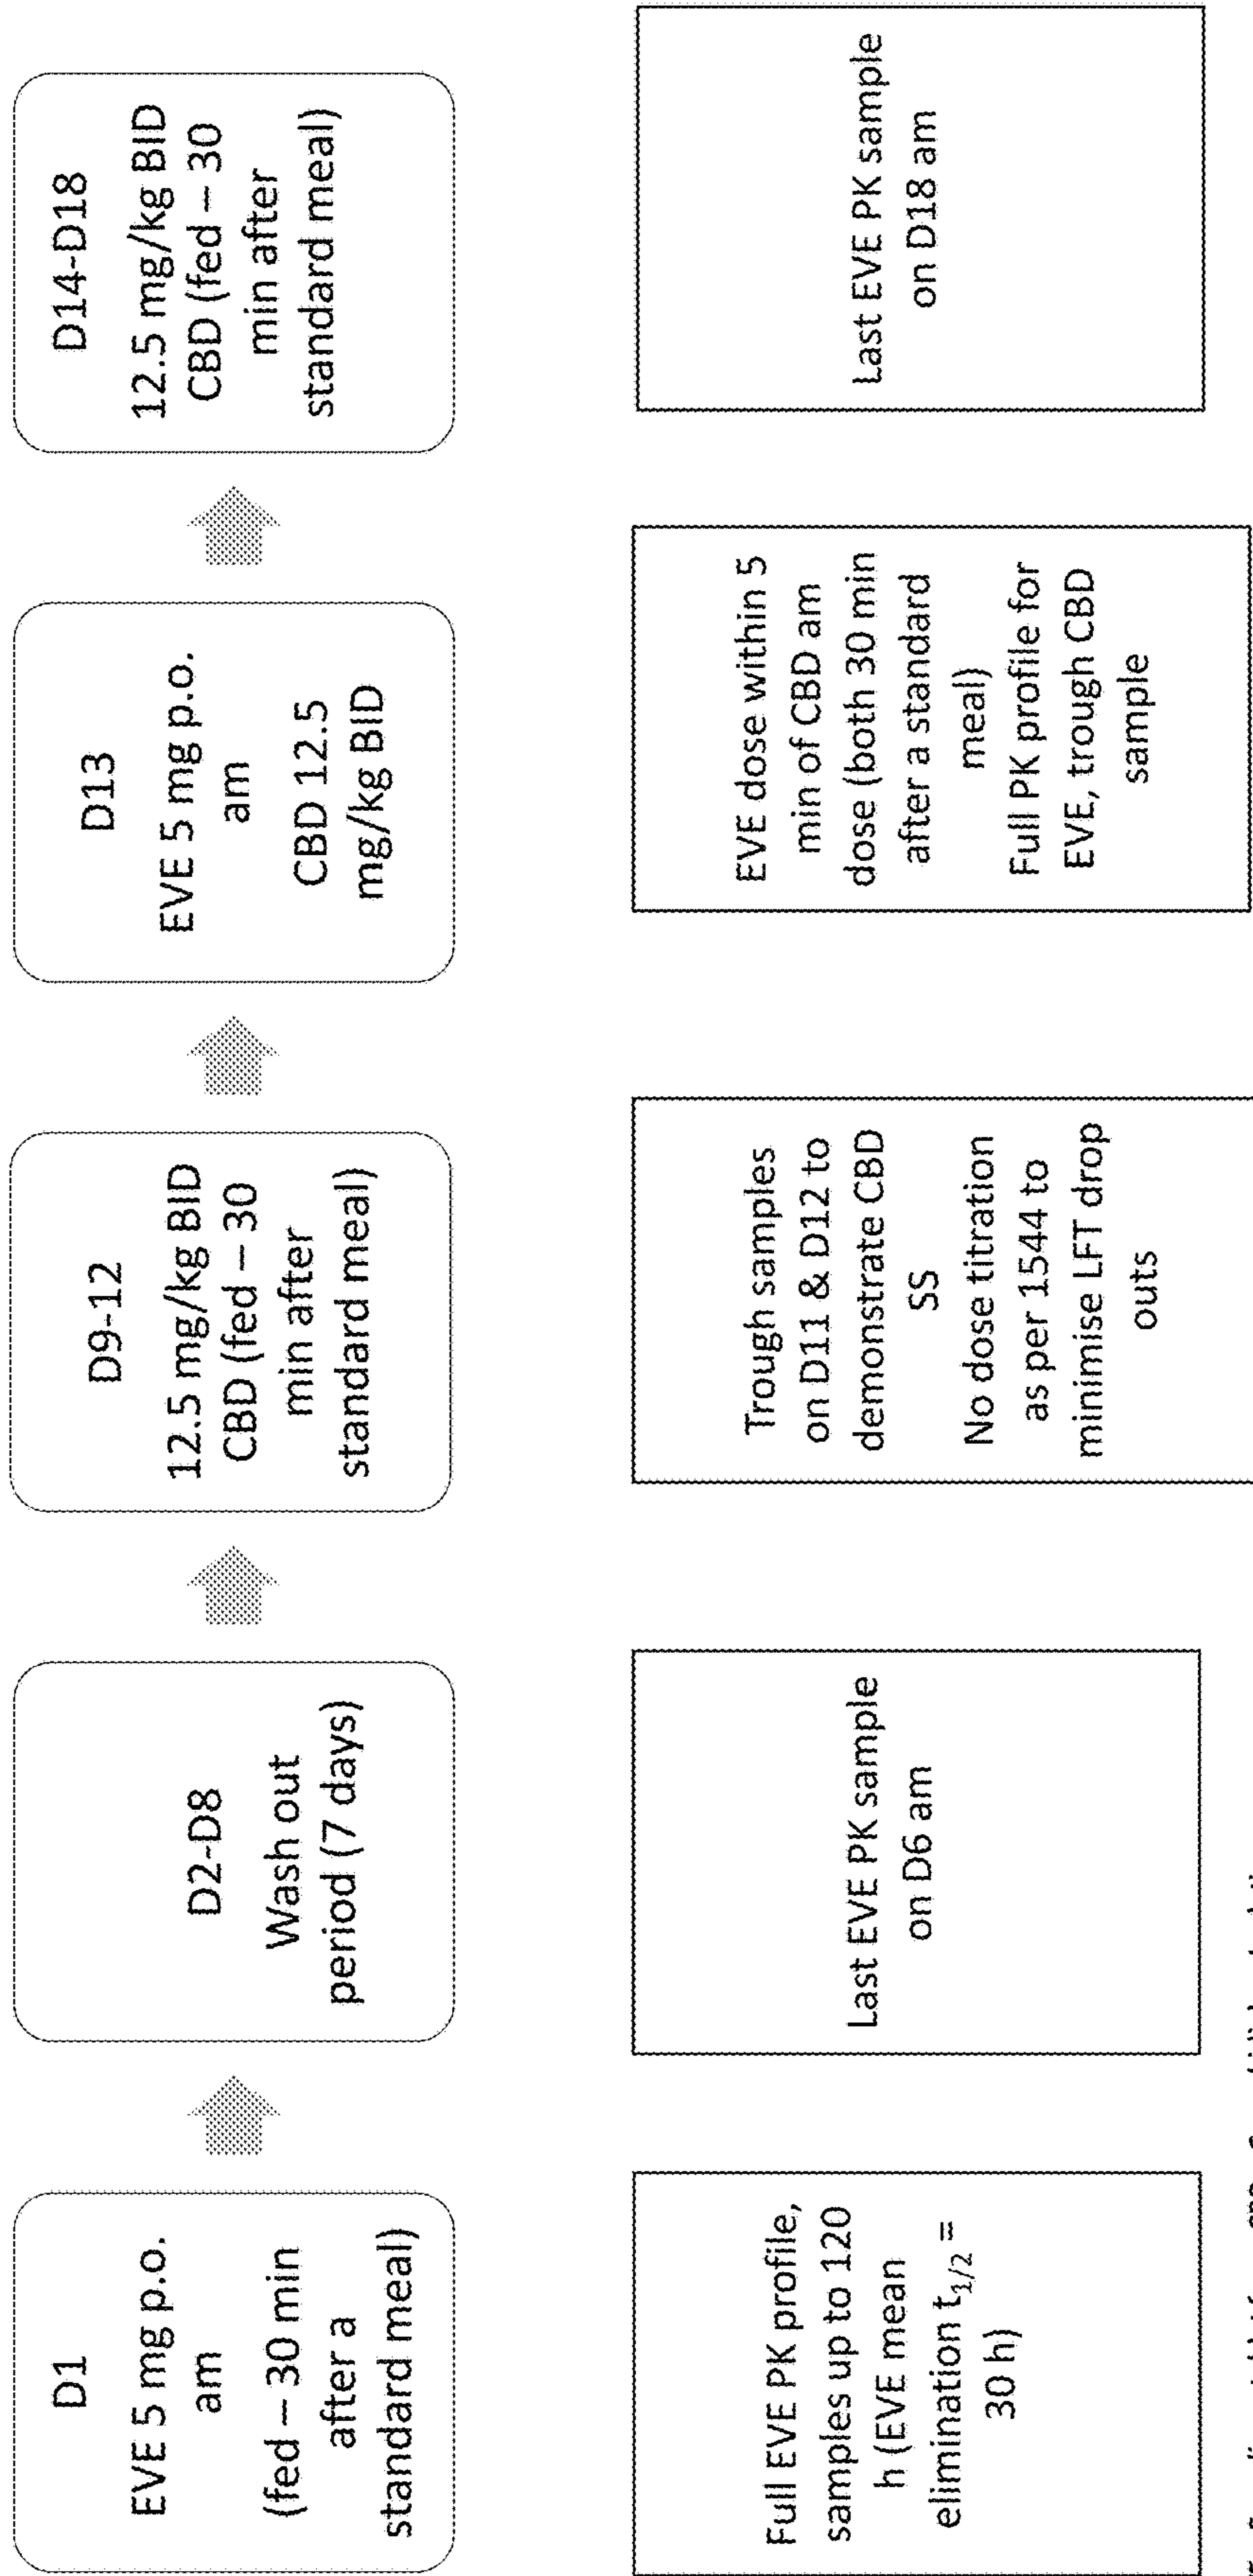 D1
EVE 5 mg p.o.
am
(fed – 30 min
after a
standard meal)
D2-D8
Wash out
period (7 days)
D9-12
12.5 mg/kg BID
CBD (fed – 30
min after
standard meal)
D13
EVE 5 mg p.o.
am
CBD 12.5
mg/kg BID
D14-D18
12.5 mg/kg BID
CBD (fed – 30
min after
standard meal)
Full EVE PK profile,
samples up to 120
h (EVE mean
elimination t1/2 =
30 h)
Last EVE PK sample
on D6 am
Trough samples
on D11 & D12 to
demonstrate CBD
SS
No dose titration
as per 1544 to
minimise LFT drop
outs
EVE dose within 5
min of CBD am
dose (both 30 min
after a standard
meal)
Full PK profile for
EVE, trough CBD
sample
Last EVE PK sample
on D18 am